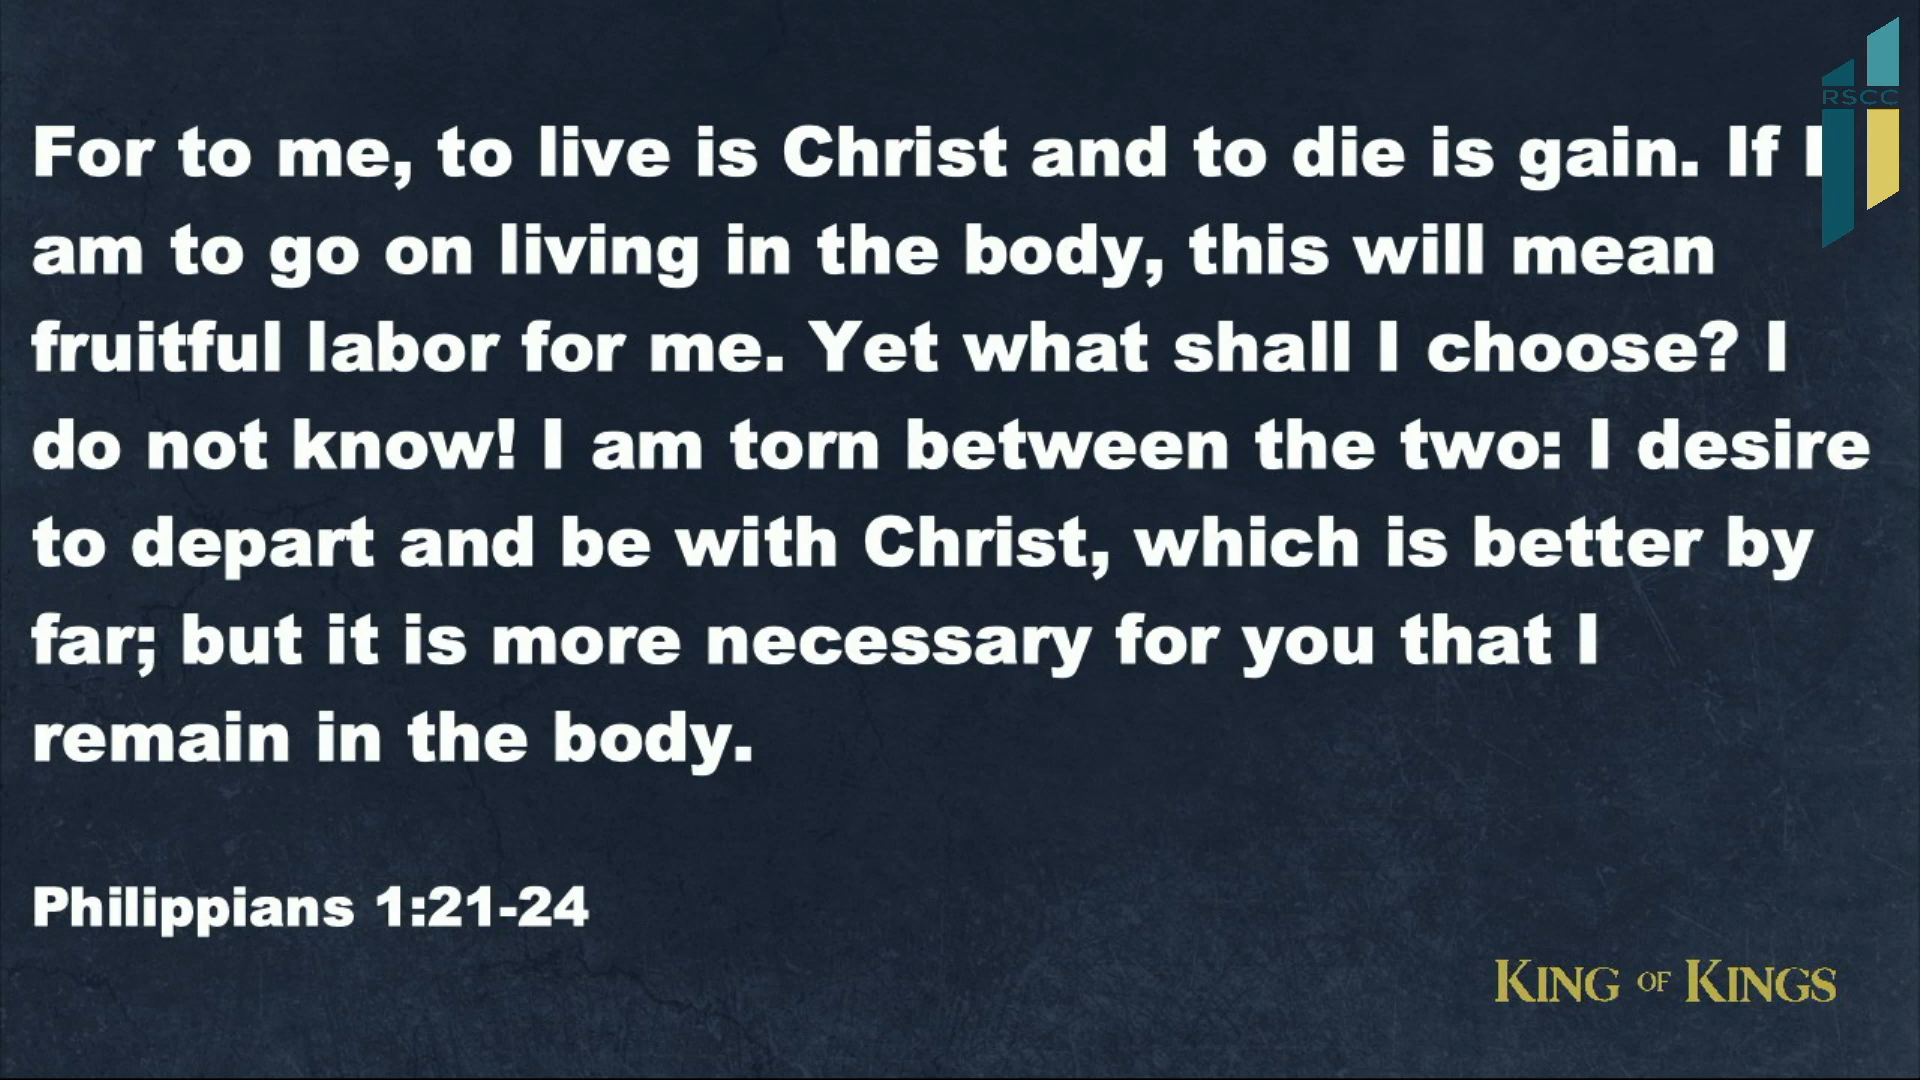 RSCC
For to me, to live is Christ and to die is gain. If I
am to go on living in the body, this will mean
fruitful labor for me. Yet what shall I choose? I
do not know! I am torn between the two: I desire
to depart and be with Christ, which is better by
far; but it is more necessary for you that I
remain in the body.
Philippians 1:21-24
KING OF KINGS